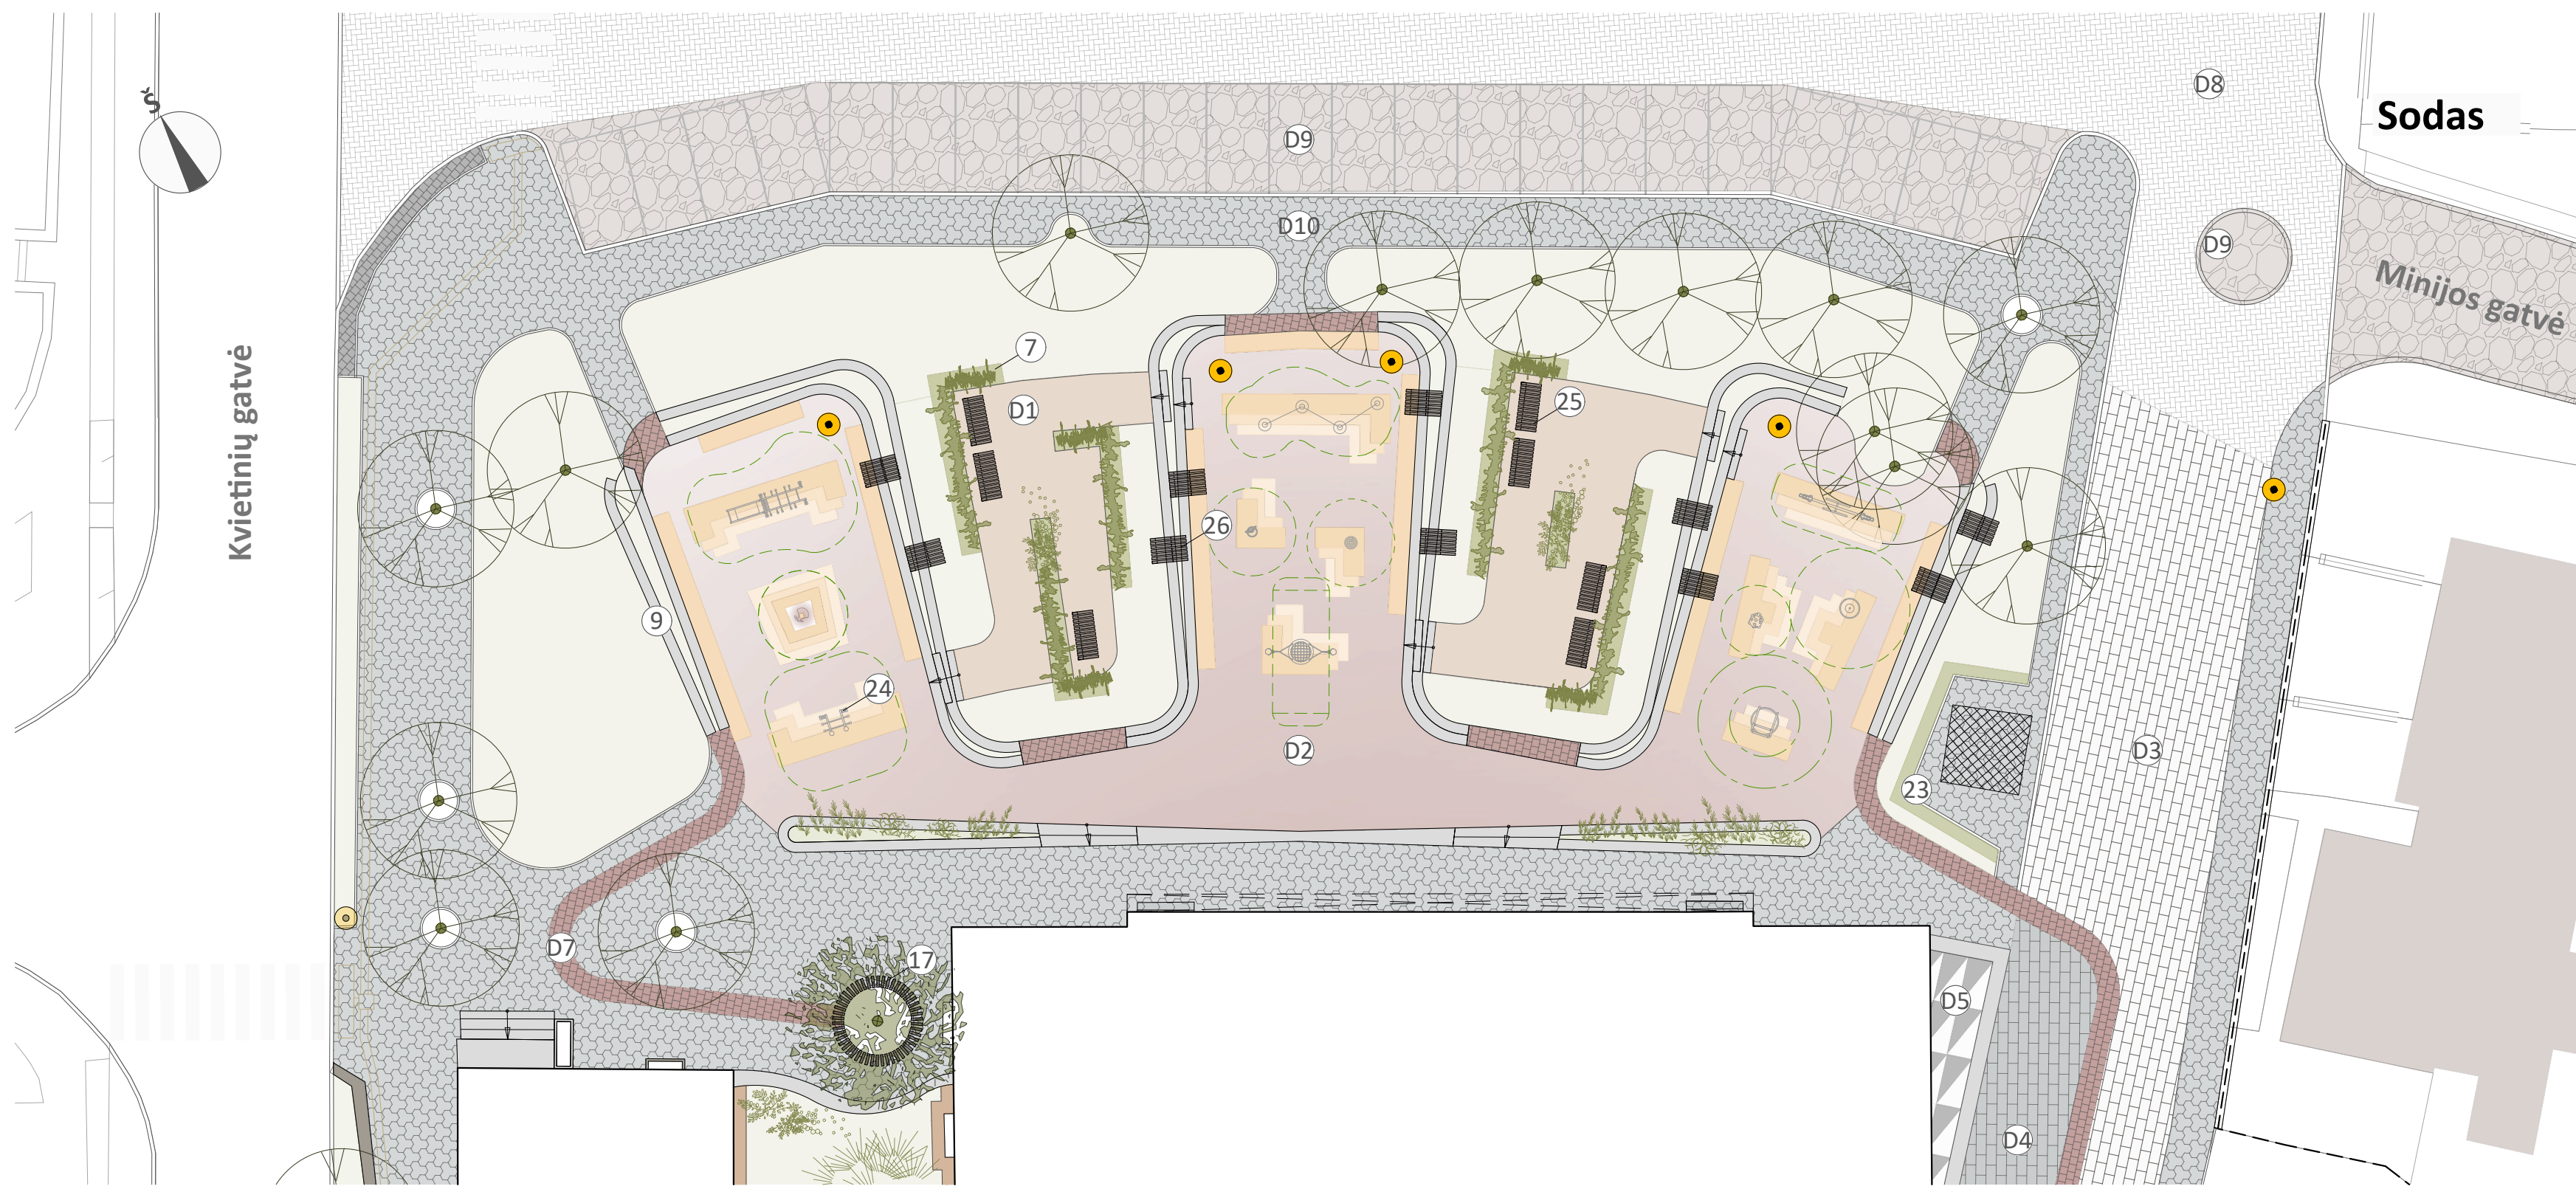 Š
D8
Sodas
D9
D10
D9
Minijos gatvė
Kvietinių gatvė
7
D1
25
26
9
24
D2
D3
23
D7
17
D5
D4